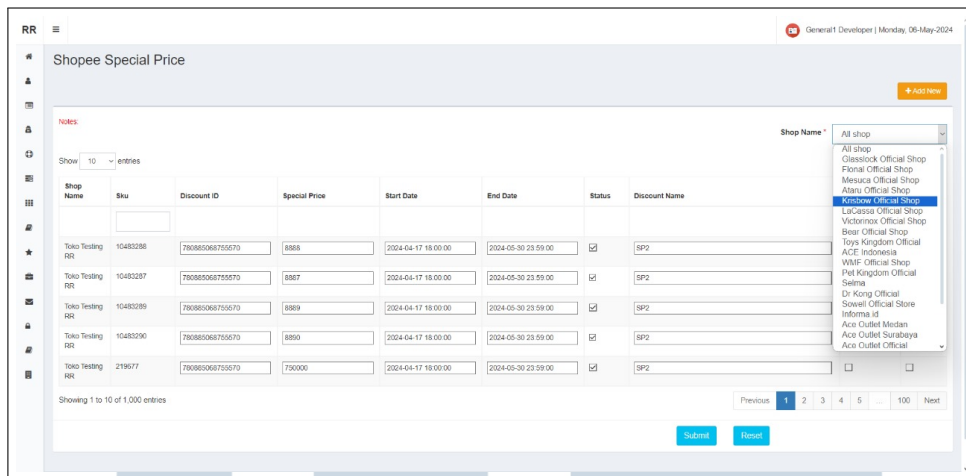 RR
General1 Developer | Monday, 06-May-2024
Shopee Special Price
+ Add New
Notes:
Shop Name *
All shop
Show 10 entries
All shop
Glasslock Official Shop
Florial Official Shop
Mesuca Official Shop
Ataru Official Shop
Krisbow Official Shop
LaCassa Official Shop
Victorinox Official Shop
Bear Official Shop
Toys Kingdom Official
ACE Indonesia
WMF Official Shop
Pet Kingdom Official
Selma
Dr Kong Official
Sowell Official Store
Informa id
Ace Outlet Medan
Ace Outlet Surabaya
Ace Outlet Official
Shop Name Sku Discount ID Special Price Start Date End Date Status Discount Name
Toko Testing RR 10483288 780885068755570 8888 2024-04-17 18:00:00 2024-05-30 23:59:00 SP2
Toko Testing RR 10483287 780885068755570 8887 2024-04-17 18:00:00 2024-05-30 23:59:00 SP2
Toko Testing RR 10483289 780885068755570 8889 2024-04-17 18:00:00 2024-05-30 23:59:00 SP2
Toko Testing RR 10483290 780885068755570 8890 2024-04-17 18:00:00 2024-05-30 23:59:00 SP2
Toko Testing RR 219677 780885068755570 750000 2024-04-17 18:00:00 2024-05-30 23:59:00 SP2
Showing 1 to 10 of 1,000 entries
Previous 1 2 3 4 5 ... 100 Next
Submit Reset